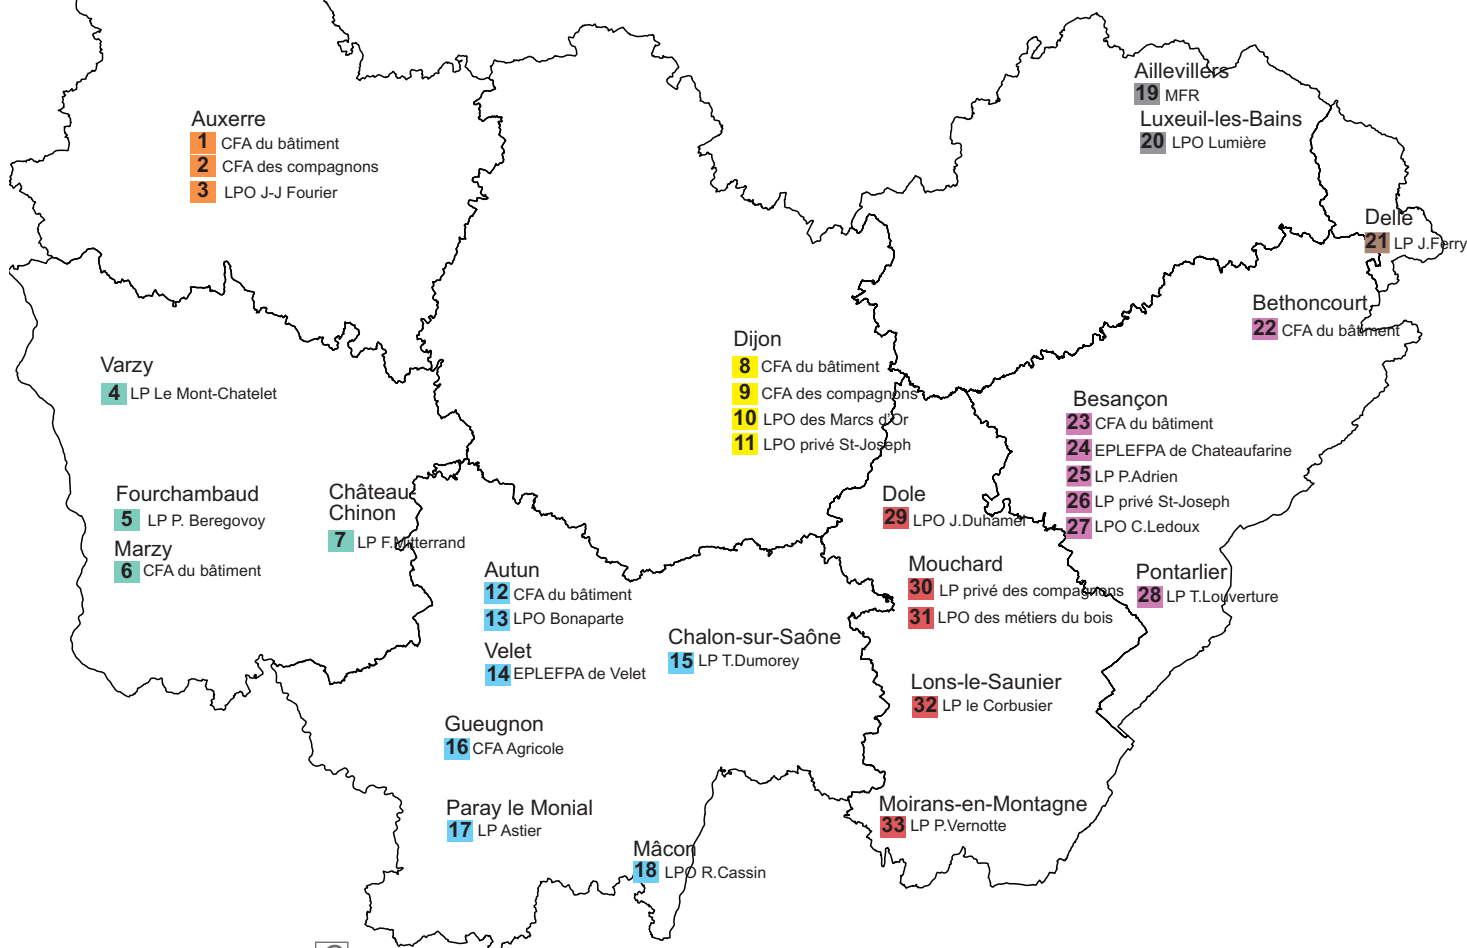 Auxerre
1 CFA du bâtiment
2 CFA des compagnons
3 LPO J-J Fourier
Varzy
4 LP Le Mont-Chatelet
Fourchambaud
5 LP P. Beregovoy
Marzy
6 CFA du bâtiment
Château-
Chinon
7 LP F.Mitterrand
Dijon
8 CFA du bâtiment
9 CFA des compagnons
10 LPO des Marcs d'Or
11 LPO privé St-Joseph
Autun
12 CFA du bâtiment
13 LPO Bonaparte
Velet
14 EPLEFPA de Velet
Chalon-sur-Saône
15 LP T.Dumorey
Gueugnon
16 CFA Agricole
Paray le Monial
17 LP Astier
Mâcon
18 LPO R.Cassin
Aillevillers
19 MFR
Luxeuil-les-Bains
20 LPO Lumière
Delle
21 LP J.Ferry
Bethoncourt
22 CFA du bâtiment
Besançon
23 CFA du bâtiment
24 EPLEFPA de Chateaufarine
25 LP P.Adrien
26 LP privé St-Joseph
27 LPO C.Ledoux
Pontarlier
28 LP T.Louverture
Dole
29 LPO J.Duhamel
Mouchard
30 LP privé des compagnons
31 LPO des métiers du bois
Lons-le-Saunier
32 LP le Corbusier
Moirans-en-Montagne
33 LP P.Vernotte